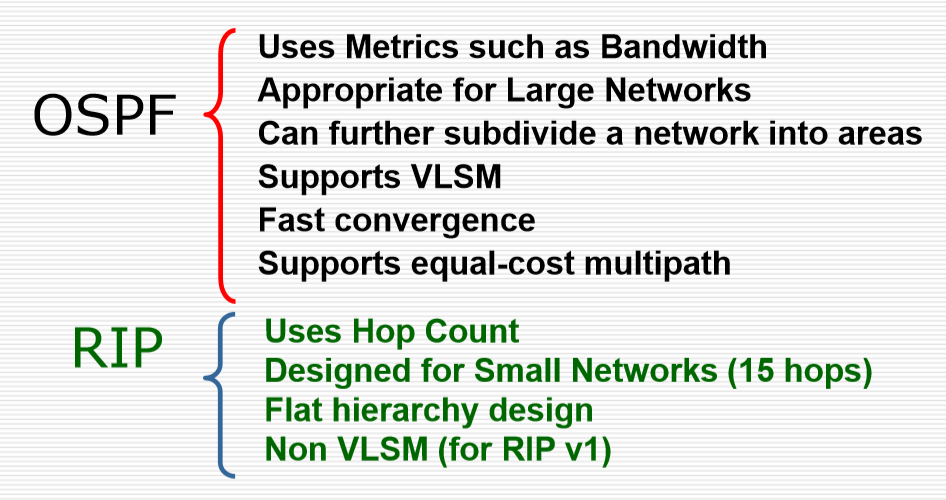 OSPF
Uses Metrics such as Bandwidth
Appropriate for Large Networks
Can further subdivide a network into areas
Supports VLSM
Fast convergence
Supports equal-cost multipath
RIP
Uses Hop Count
Designed for Small Networks (15 hops)
Flat hierarchy design
Non VLSM (for RIP v1)